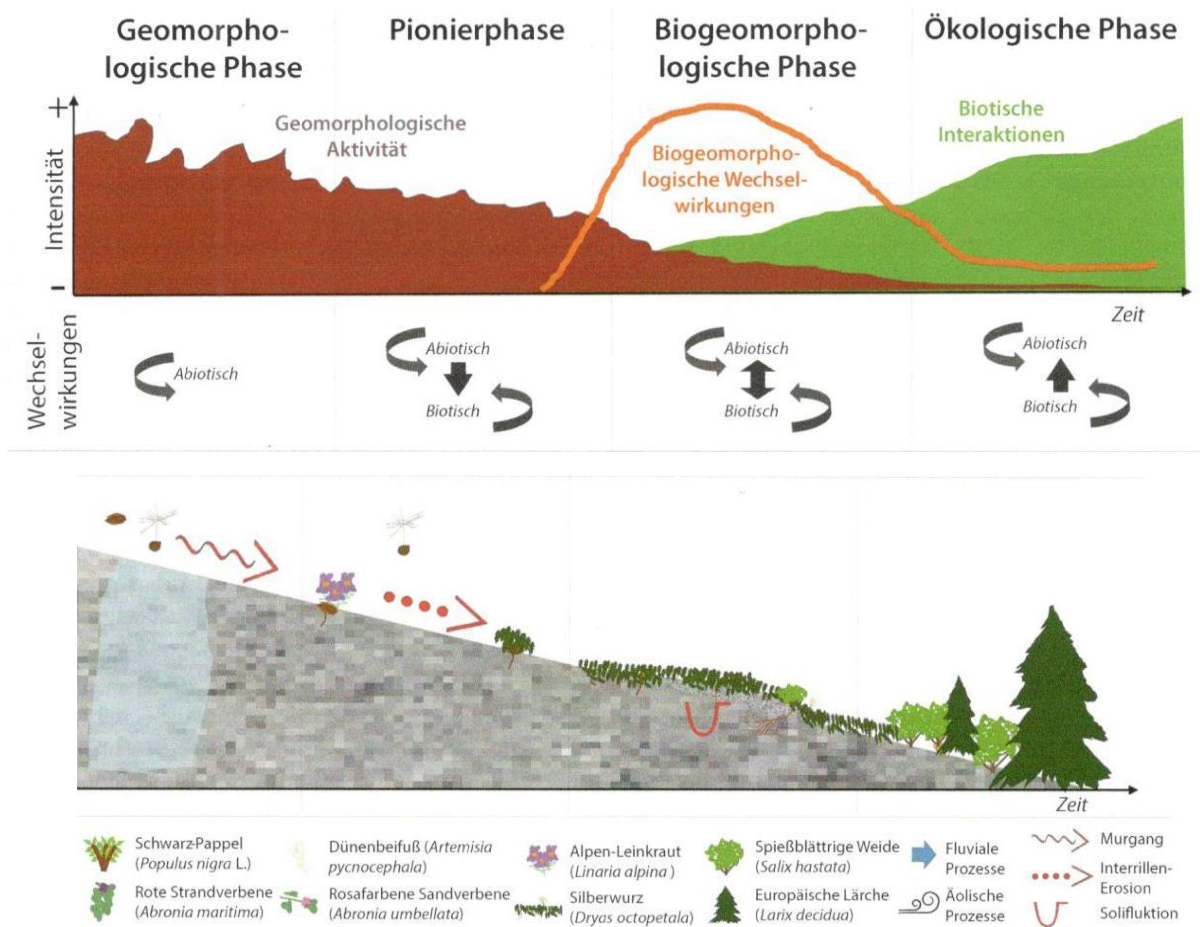 Geomorpho-
logische Phase
Pionierphase
Biogeomorpho-
logische Phase
Ökologische Phase
+
Intensität
-
Geomorphologische
Aktivität
Biogeomorpho-
logische Wechsel-
wirkungen
Biotische
Interaktionen
Zeit
Wechsel-
wirkungen
Abiotisch
Abiotisch
Biotisch
Abiotisch
Biotisch
Abiotisch
Biotisch
Zeit
Schwarz-Pappel
(Populus nigra L.)
Rote Strandverbene
(Abronia maritima)
Dünenbeifuß (Artemisia
pycnocephala)
Rosafarbene Sandverbene
(Abronia umbellata)
Alpen-Leinkraut
(Linaria alpina )
Silberwurz
(Dryas octopetala)
Spießblättrige Weide
(Salix hastata)
Europäische Lärche
(Larix decidua)
Fluviale
Prozesse
Äolische
Prozesse
Murgang
Interrillen-
Erosion
Solifluktion